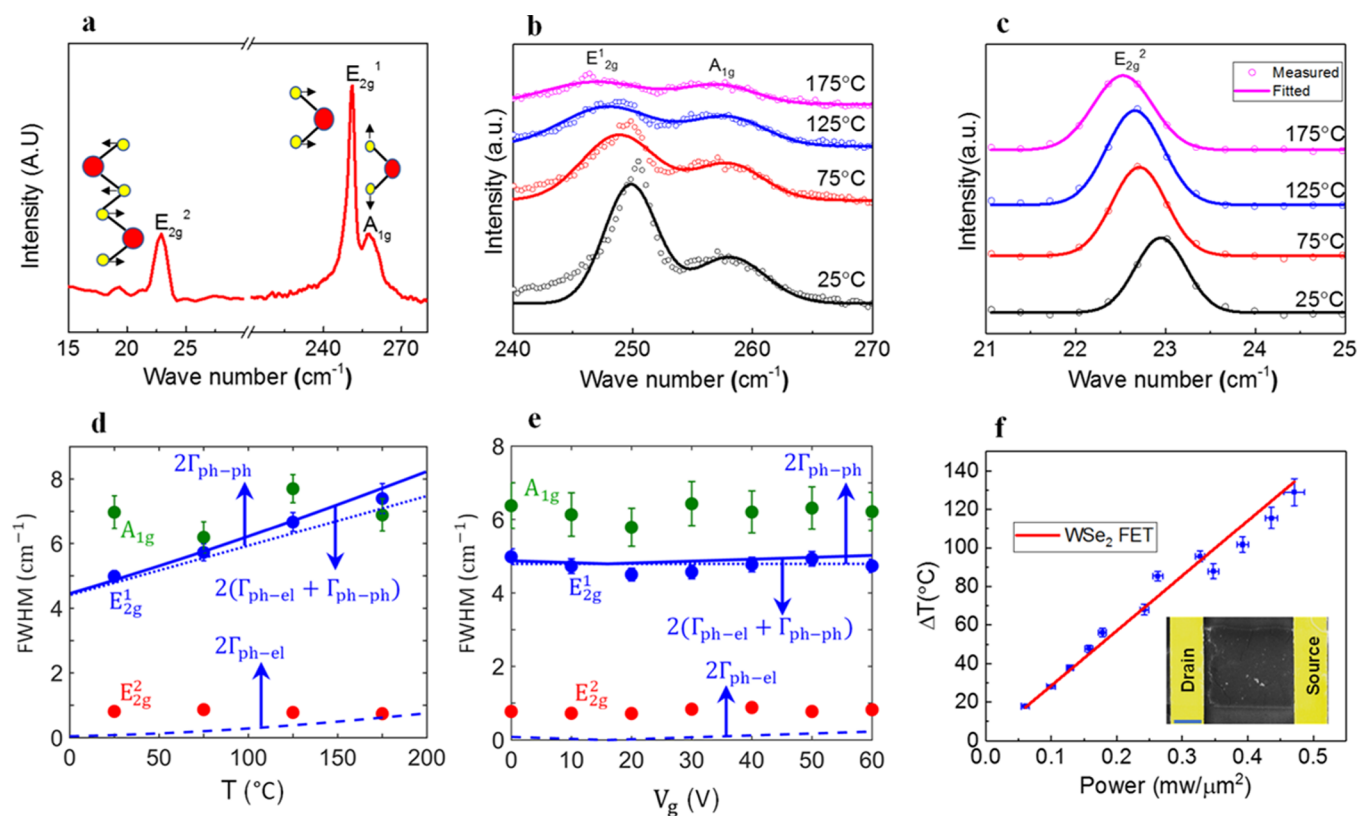 a
E₂g¹
E₂g²
A₁g
Intensity (A.U)
15 20 25 240 250 270
Wave number (cm⁻¹)
b
E¹₂g
A₁g
175°C
125°C
75°C
25°C
Intensity (a.u.)
240 250 260 270
Wave number (cm⁻¹)
c
E₂g²
Measured
Fitted
175°C
125°C
75°C
25°C
Intensity(a.u.)
21 22 23 24 25
Wave number (cm⁻¹)
d
8
6
4
2
0
FWHM (cm⁻¹)
2Γph−ph
A₁g
E¹₂g
2(Γph−el + Γph−ph)
2Γph−el
E²₂g
0 50 100 150 200
T (°C)
e
8
6
4
2
0
FWHM (cm⁻¹)
2Γph−ph
A₁g
E¹₂g
2(Γph−el + Γph−ph)
2Γph−el
E²₂g
0 10 20 30 40 50 60
Vg (V)
f
140
120
100
80
60
40
20
0
ΔT(°C)
WSe₂ FET
Drain
Source
0.0 0.1 0.2 0.3 0.4 0.5
Power (mw/μm²)